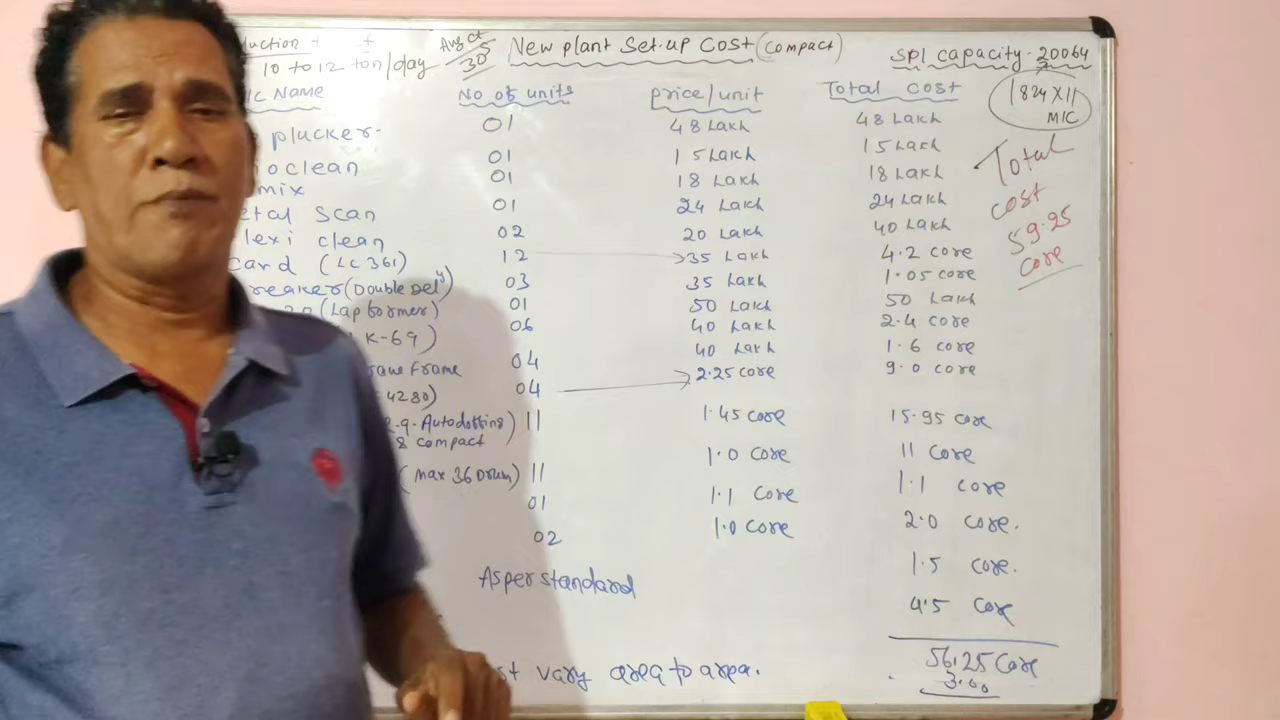 uction
10 to 12 ton/day
Avg ct
30s
New plant Set-up Cost (compact)
spl capacity - 20064
1824 X 11
M/C
M/C Name No of units price/unit Total cost
plucker- 01 48 Lakh 48 Lakh
oclean 01 15 Lakh 15 Lakh
mix 01 18 Lakh 18 Lakh
etal Scan 01 24 Lakh 24 Lakh
lexi clean 02 20 Lakh 40 Lakh
card (LC 361) 12 35 Lakh 4.2 core
reaker (Double Dely) 03 35 Lakh 1.05 core
(Lap former) 01 50 Lakh 50 Lakh
K-69) 06 40 Lakh 2.4 core
Frame 04 40 Lakh 1.6 core
4280) 04 2.25 core 9.0 core
Autodoffing) 11 1.45 core 15.95 core
8 compact
(max 36 Drum) 11 1.0 core 11 core
01 1.1 core 1.1 core
02 1.0 core 2.0 core.
1.5 core.
As per standard
4.5 core
56.25 core
3.00
vary area to area.
Total
cost
59.25
core